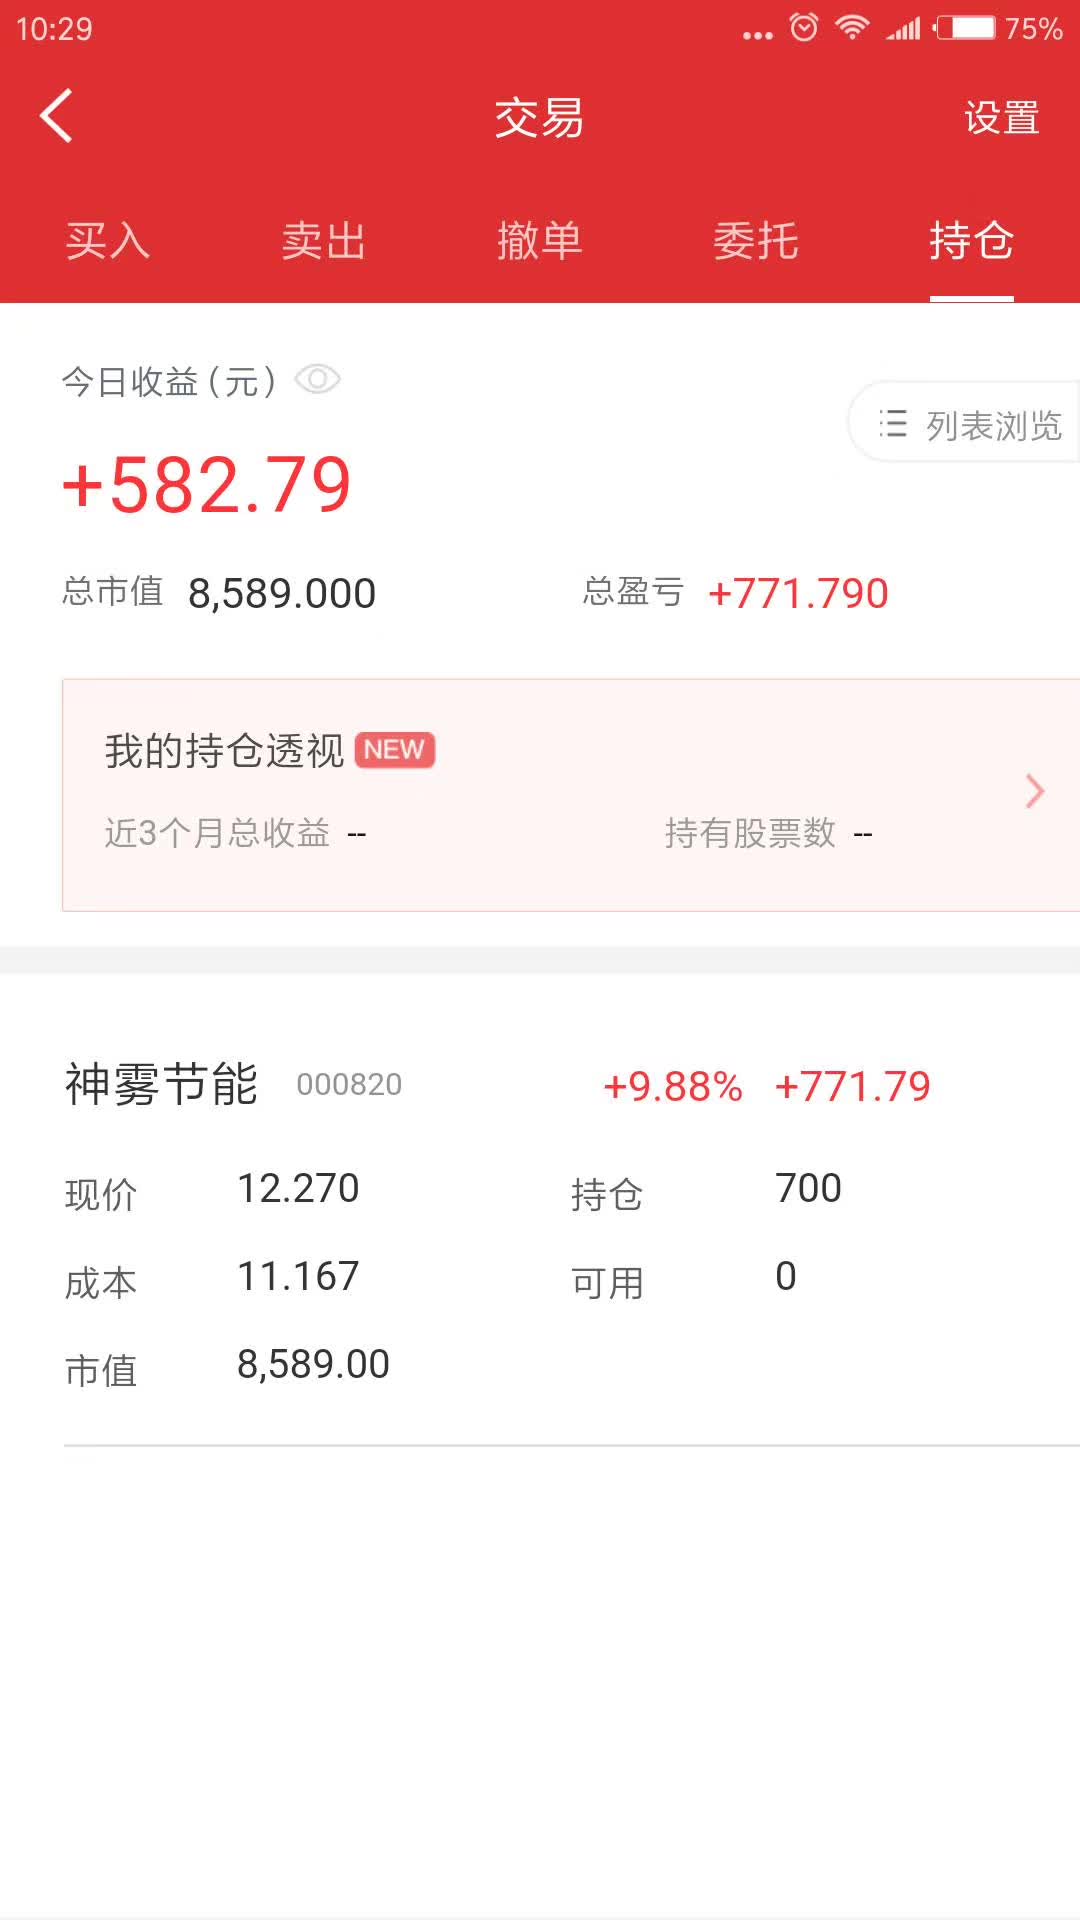 10:29 75%
交易 设置
买入 卖出 撤单 委托 持仓
今日收益(元)
列表浏览
+582.79
总市值 8,589.000 总盈亏 +771.790
我的持仓透视 NEW
近3个月总收益 -- 持有股票数 --
神雾节能 000820 +9.88% +771.79
现价 12.270 持仓 700
成本 11.167 可用 0
市值 8,589.00